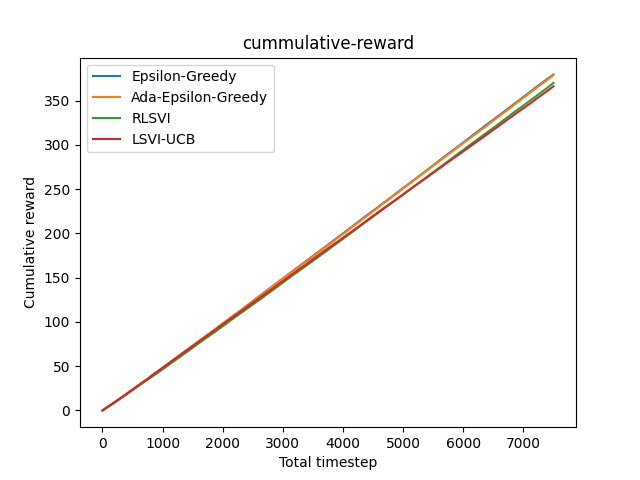 cummulative-reward
Epsilon-Greedy
Ada-Epsilon-Greedy
RLSVI
LSVI-UCB
Cumulative reward
350
300
250
200
150
100
50
0
0 1000 2000 3000 4000 5000 6000 7000
Total timestep